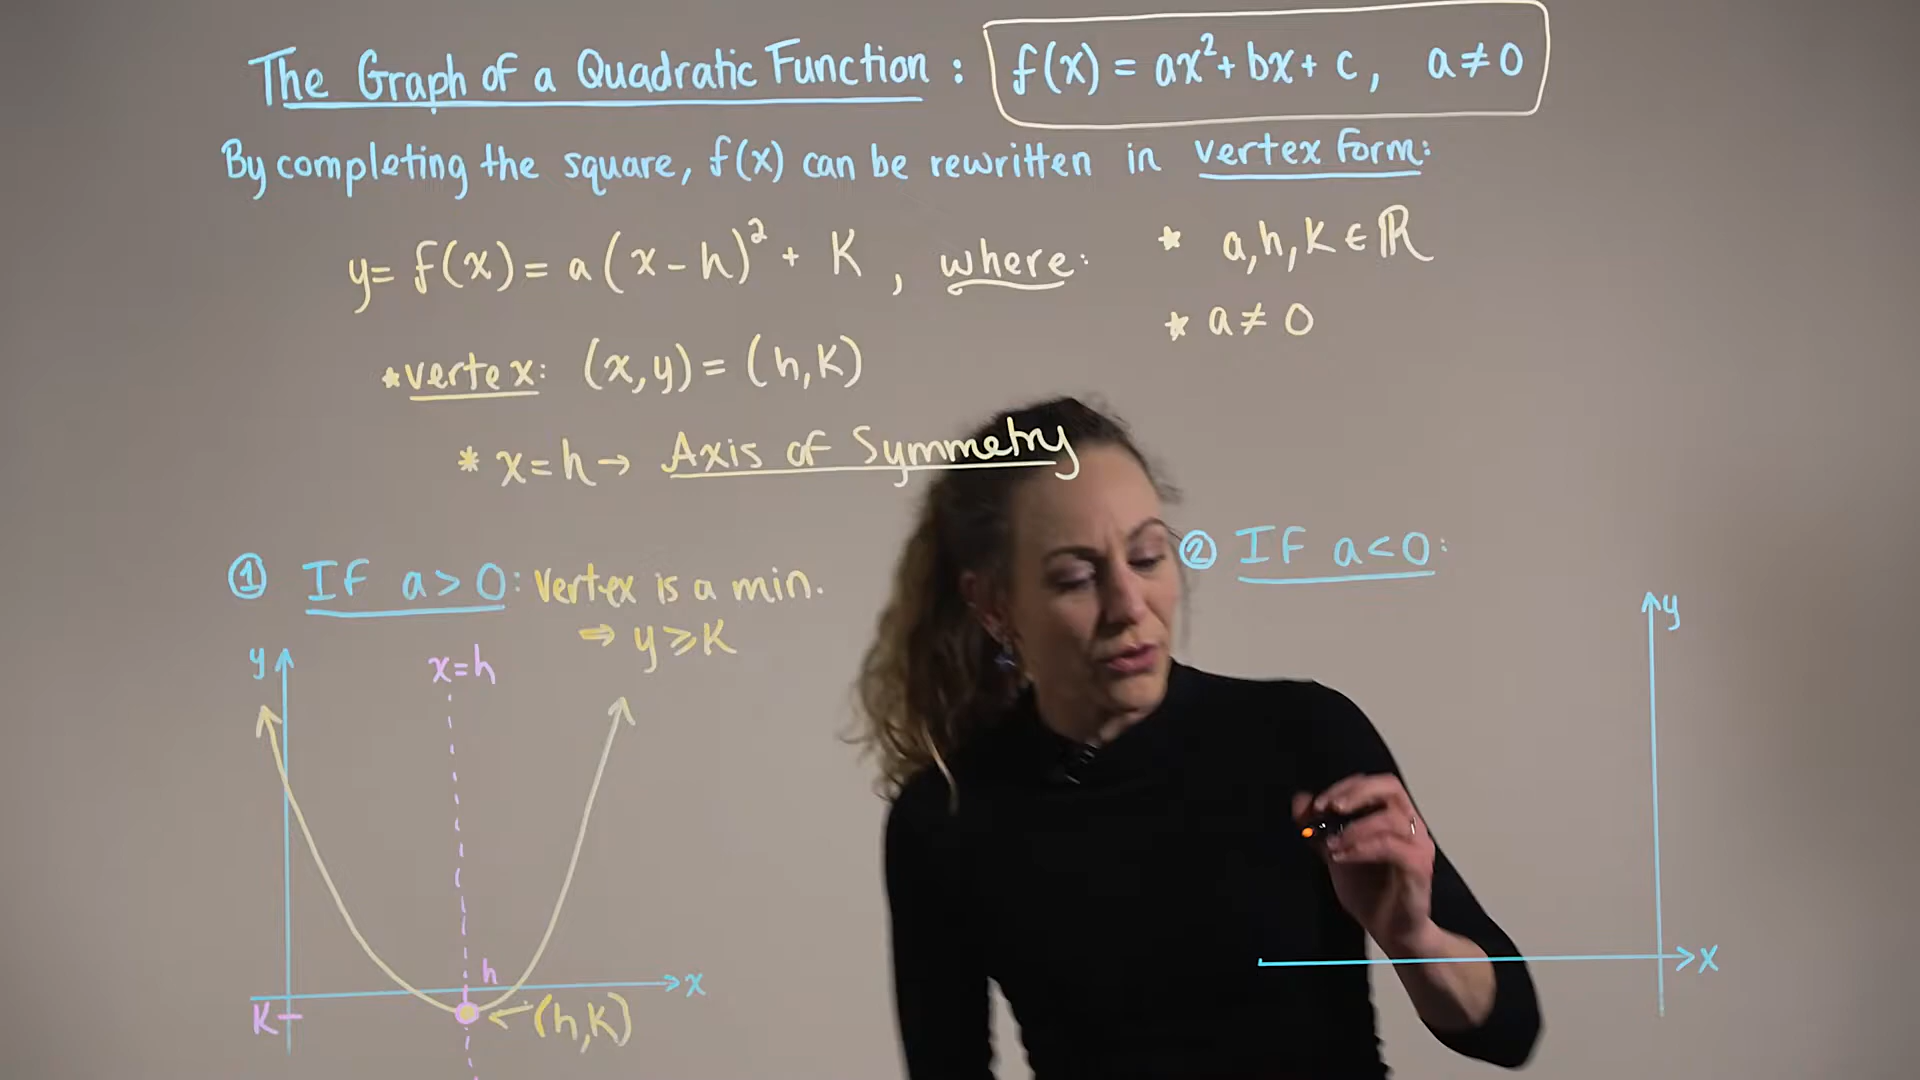 The Graph of a Quadratic Function : f(x) = ax²+ bx + c, a ≠ 0
By completing the square, f(x) can be rewritten in vertex form:
y= f(x) = a (x - h)² + K , where:
* a, h, K ∈ ℝ
* a ≠ 0
*vertex: (x,y) = (h,K)
* x=h → Axis of Symmetry
① If a > 0: Vertex is a min.
⇒ y ≥ K
y
x=h
h
x
K
(h,K)
② If a < 0:
y
x